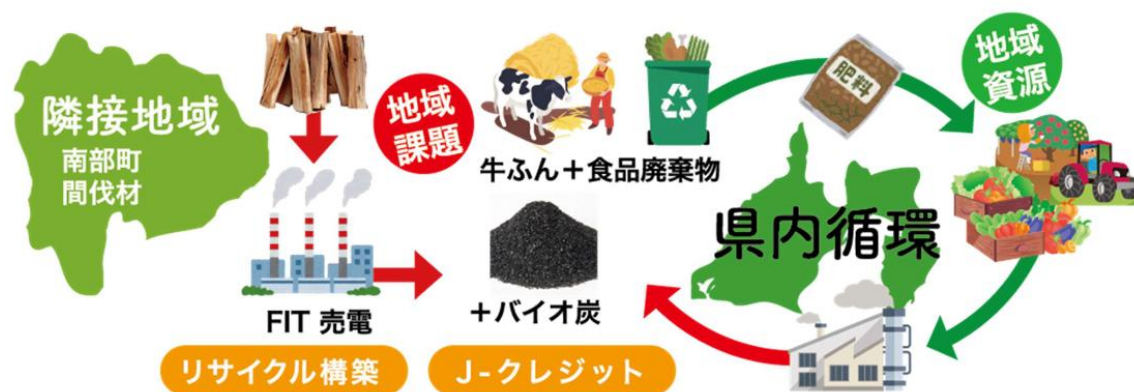 隣接地域
南部町
間伐材
地域
課題
牛ふん＋食品廃棄物
肥料
地域
資源
県内循環
FIT 売電
＋バイオ炭
リサイクル構築
J-クレジット